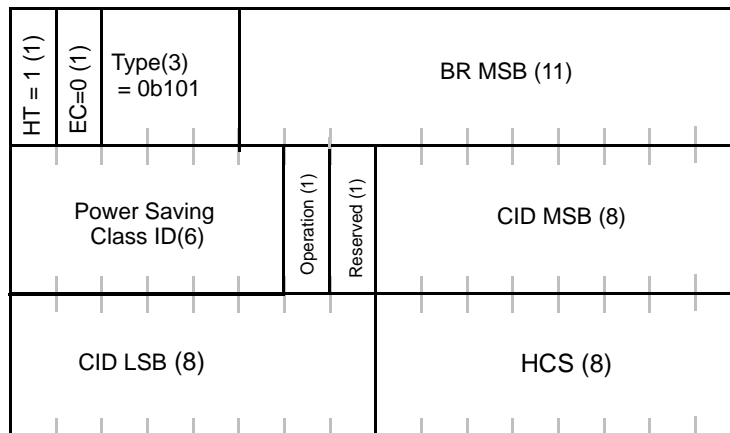 HT = 1 (1)
EC=0 (1)
Type(3)
= 0b101
BR MSB (11)
Power Saving
Class ID(6)
Operation (1)
Reserved (1)
CID MSB (8)
CID LSB (8)
HCS (8)